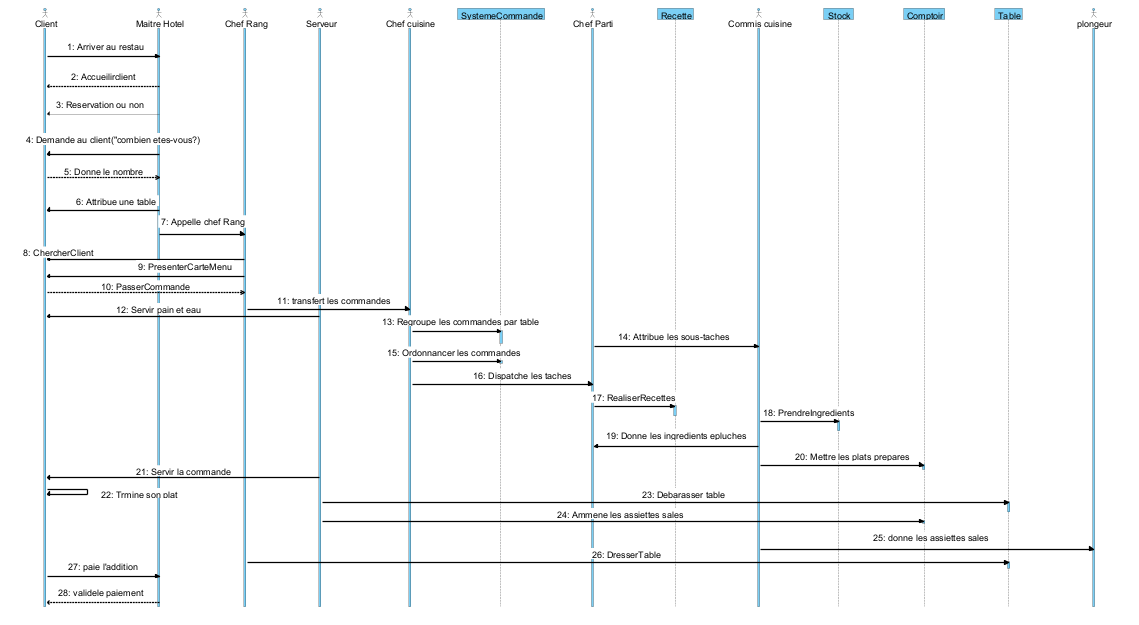 Client
Maitre Hotel
Chef Rang
Serveur
Chef cuisine
SystemeCommande
Chef Parti
Recette
Commis cuisine
Stock
Comptoir
Table
plongeur
1: Arriver au restau
2: Accueilirclient
3: Reservation ou non
4: Demande au client("combien etes-vous?)
5: Donne le nombre
6: Attribue une table
7: Appelle chef Rang
8: ChercherClient
9: PresenterCarteMenu
10: PasserCommande
11: transfert les commandes
12: Servir pain et eau
13: Regroupe les commandes par table
14: Attribue les sous-taches
15: Ordonnancer les commandes
16: Dispatche les taches
17: RealiserRecettes
18: PrendreIngredients
19: Donne les ingredients epluches
20: Mettre les plats prepares
21: Servir la commande
22: Trmine son plat
23: Debarasser table
24: Ammene les assiettes sales
25: donne les assiettes sales
26: DresserTable
27: paie l'addition
28: validele paiement